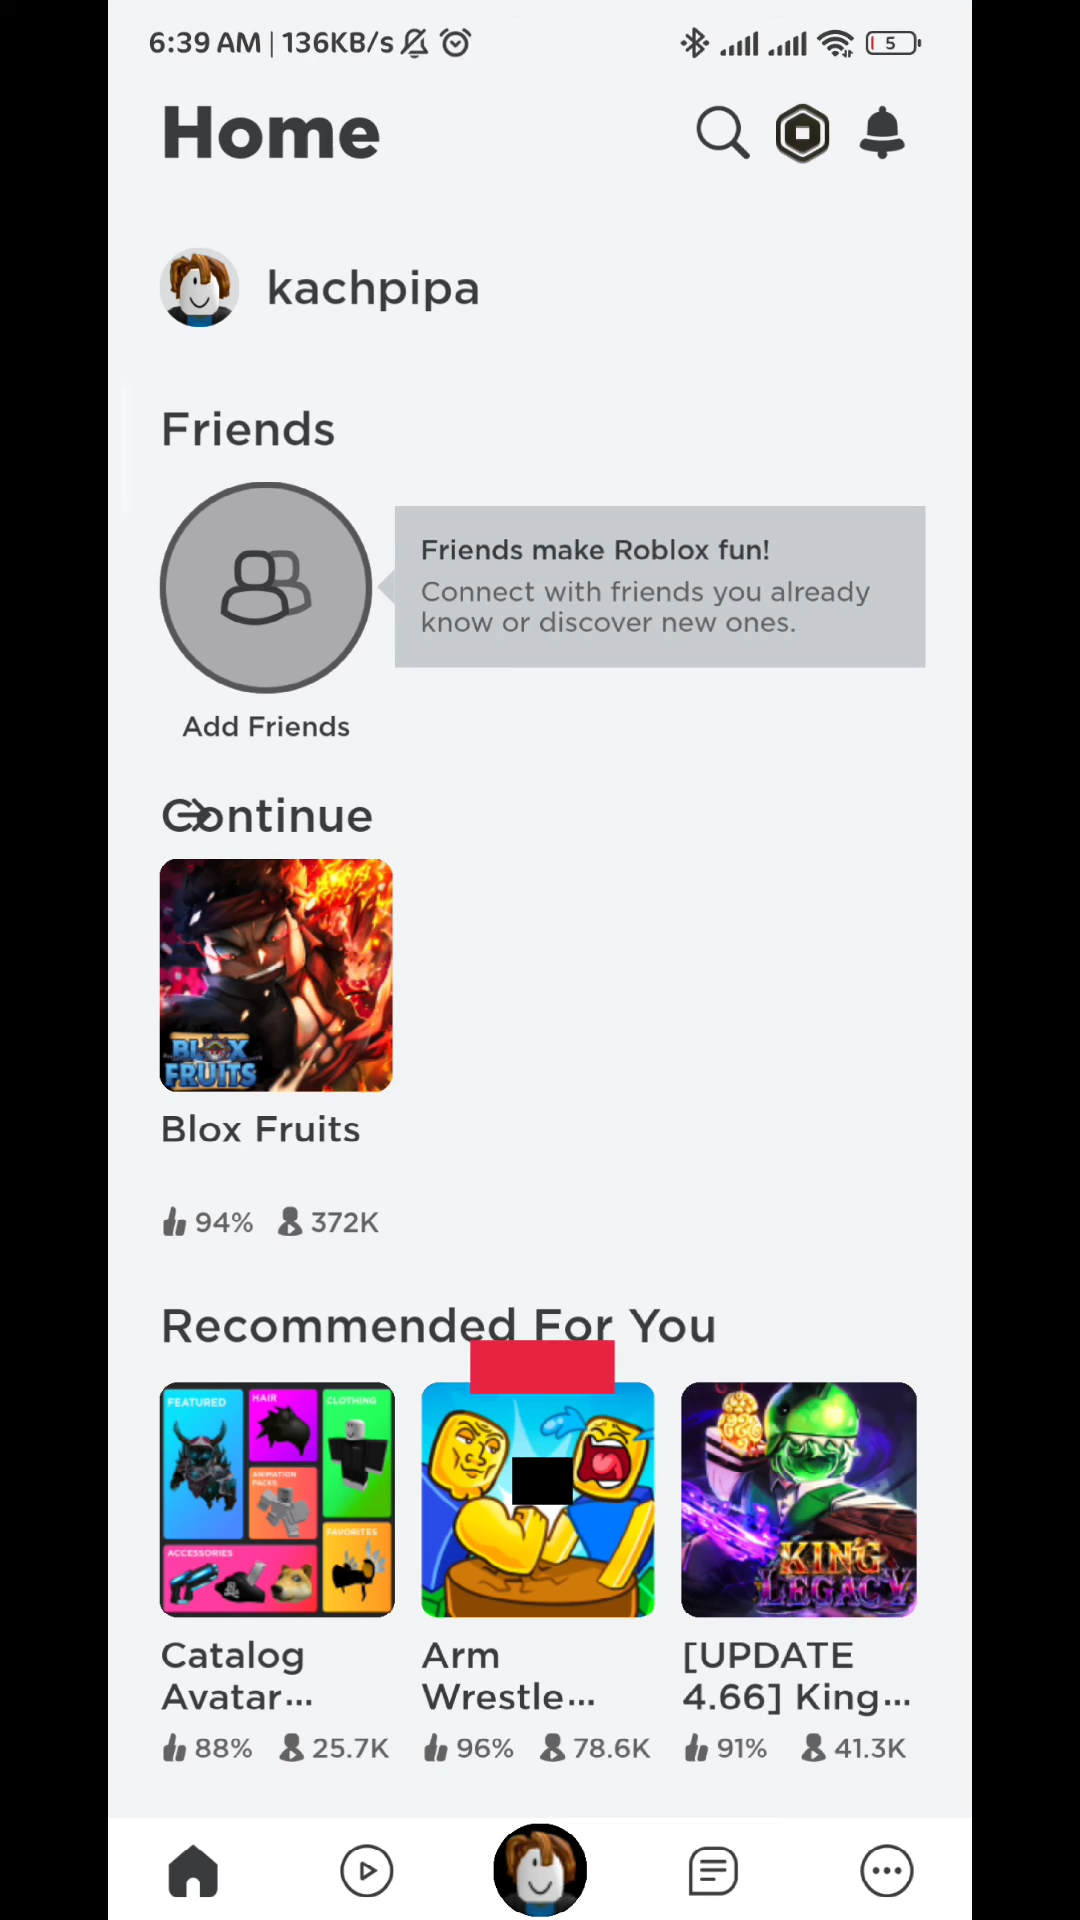 6:39 AM | 136KB/s
5
Home
kachpipa
Friends
Friends make Roblox fun!
Connect with friends you already
know or discover new ones.
Add Friends
Continue
BLOX
FRUITS
Blox Fruits
94% 372K
Recommended For You
FEATURED
HAIR
CLOTHING
ANIMATION
PACKS
FAVORITES
ACCESSORIES
KING
LEGACY
Catalog
Avatar...
88% 25.7K
Arm
Wrestle...
96% 78.6K
[UPDATE
4.66] King...
91% 41.3K